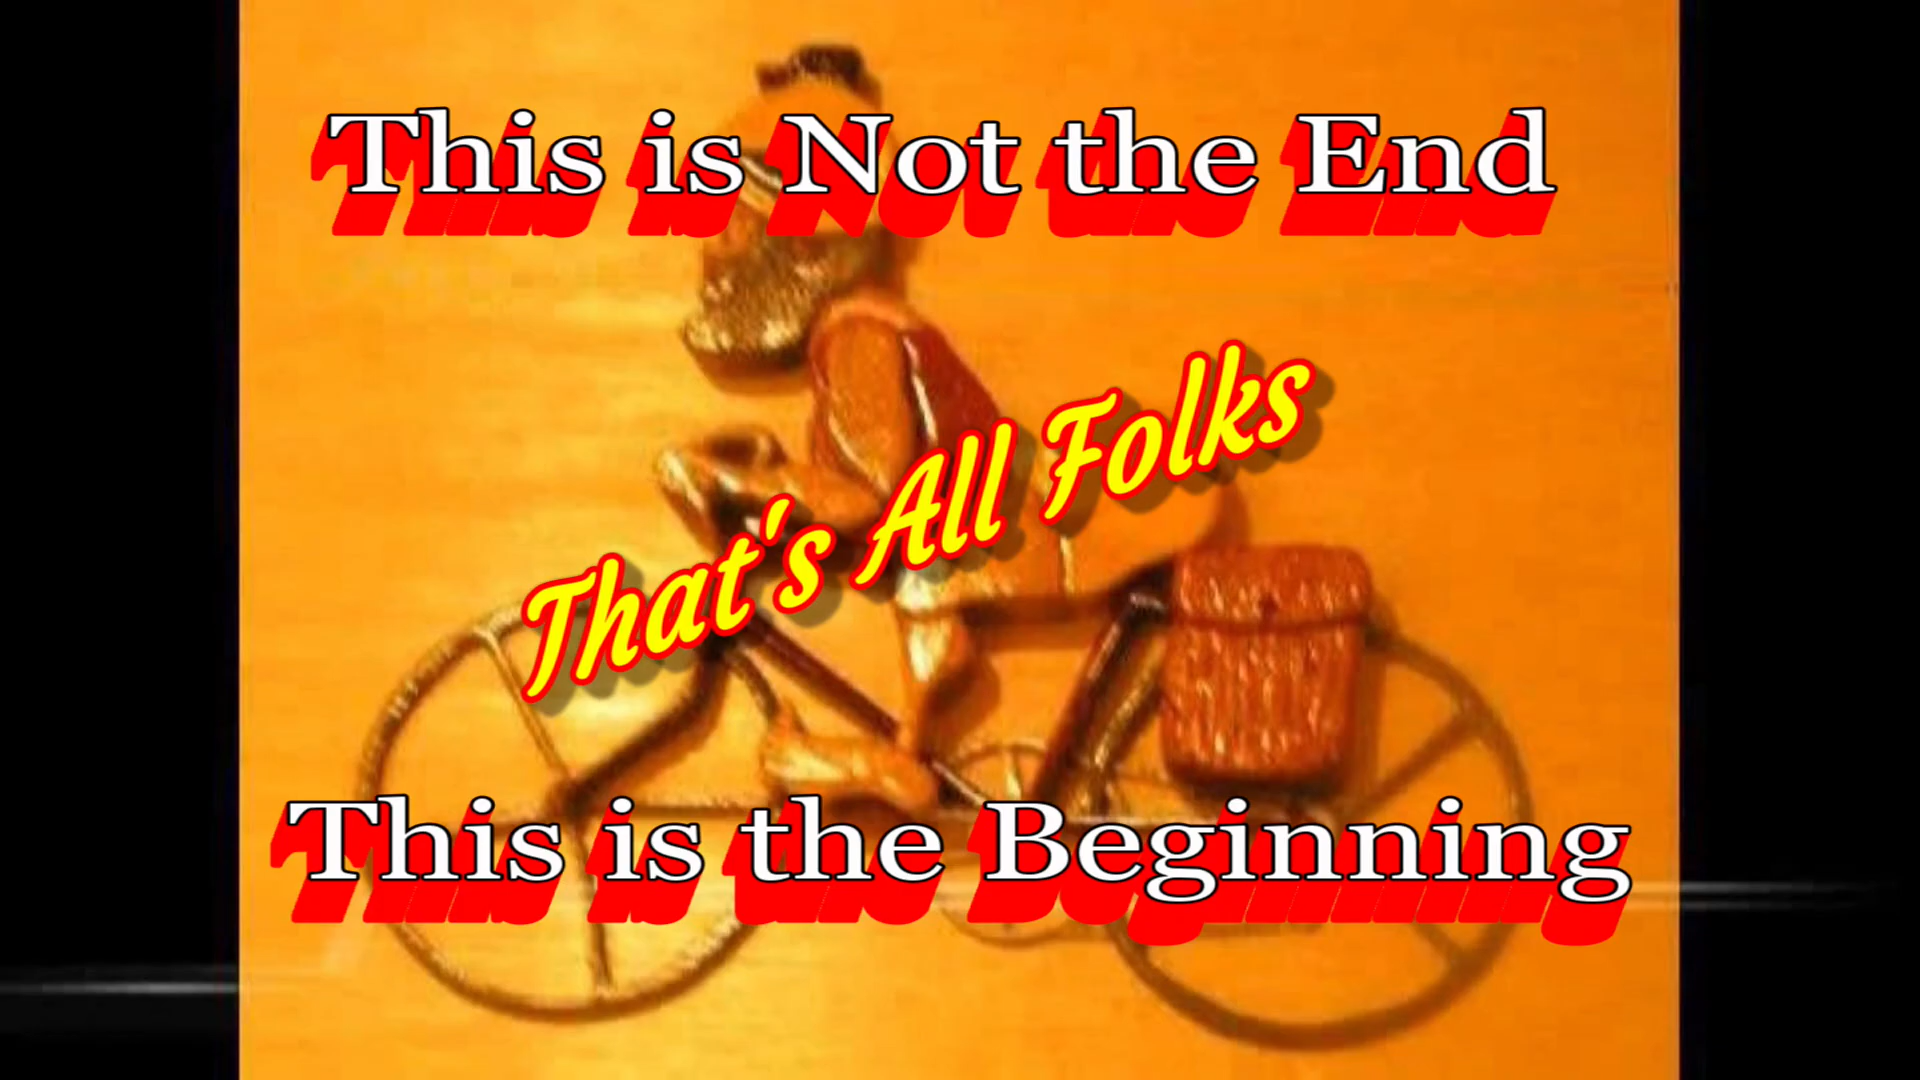 This is Not the End
That's All Folks
This is the Beginning